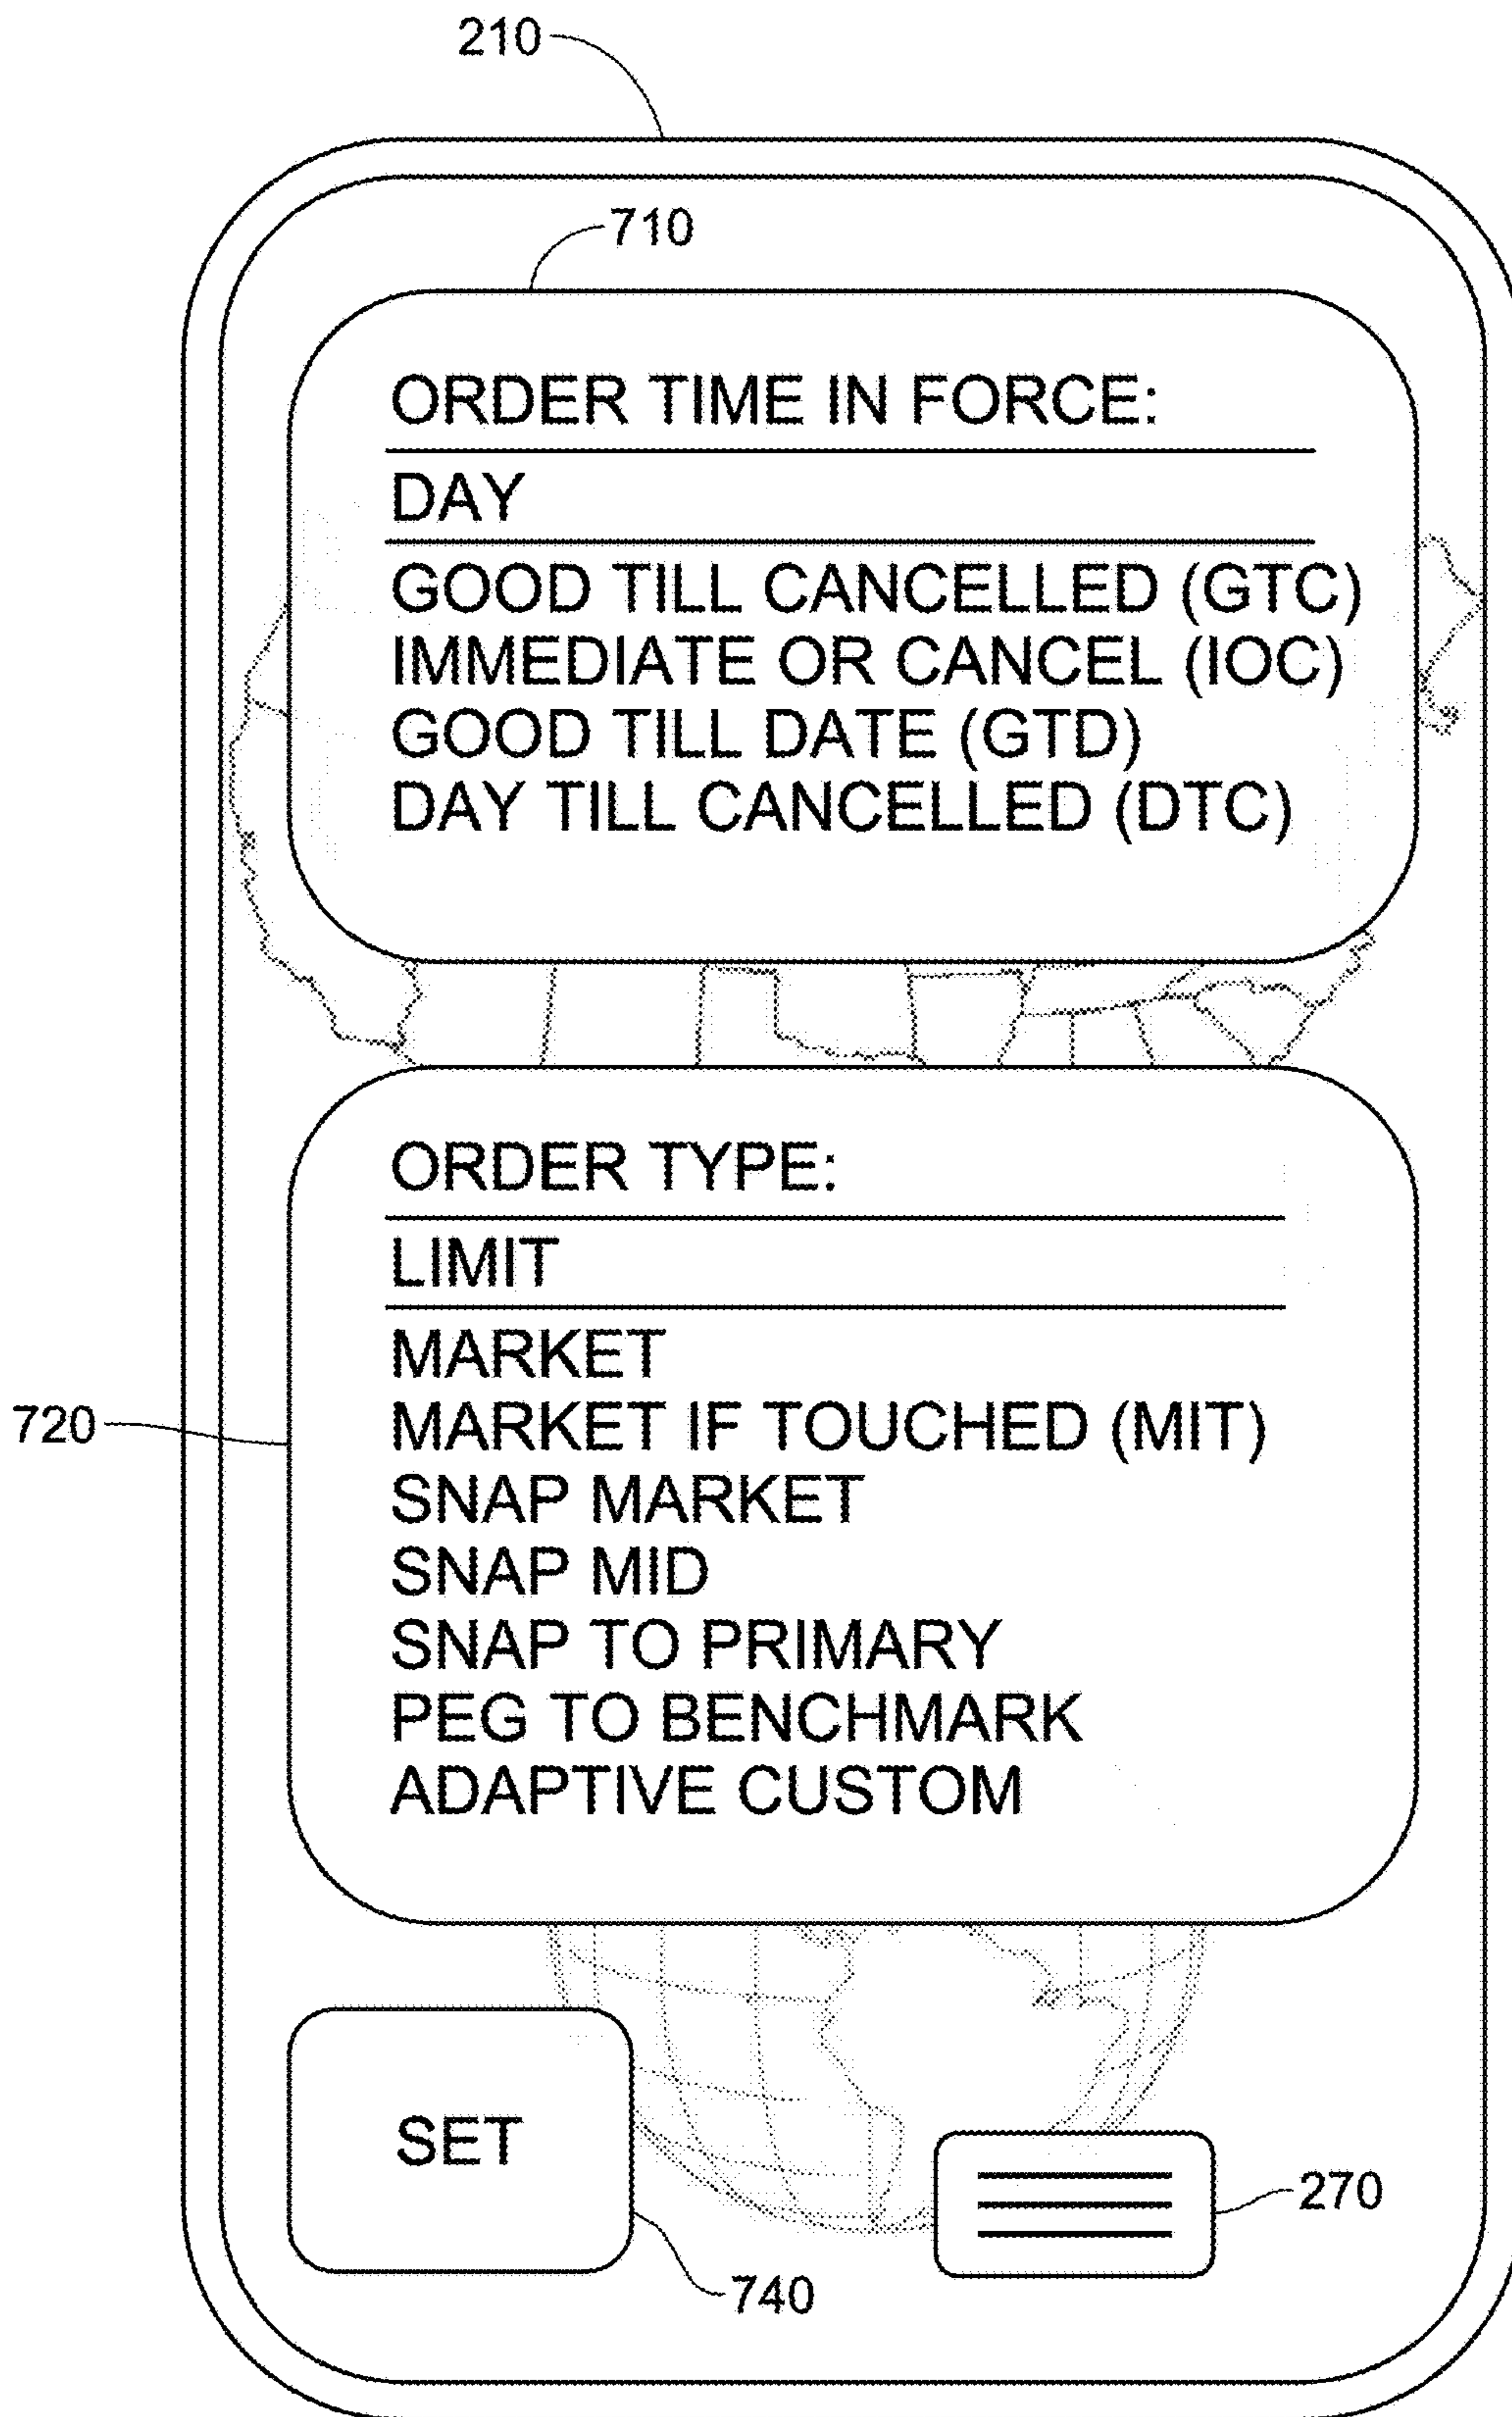 210
710
ORDER TIME IN FORCE:
DAY
GOOD TILL CANCELLED (GTC)
IMMEDIATE OR CANCEL (IOC)
GOOD TILL DATE (GTD)
DAY TILL CANCELLED (DTC)
ORDER TYPE:
LIMIT
MARKET
MARKET IF TOUCHED (MIT)
720
SNAP MARKET
SNAP MID
SNAP TO PRIMARY
PEG TO BENCHMARK
ADAPTIVE CUSTOM
SET
270
740